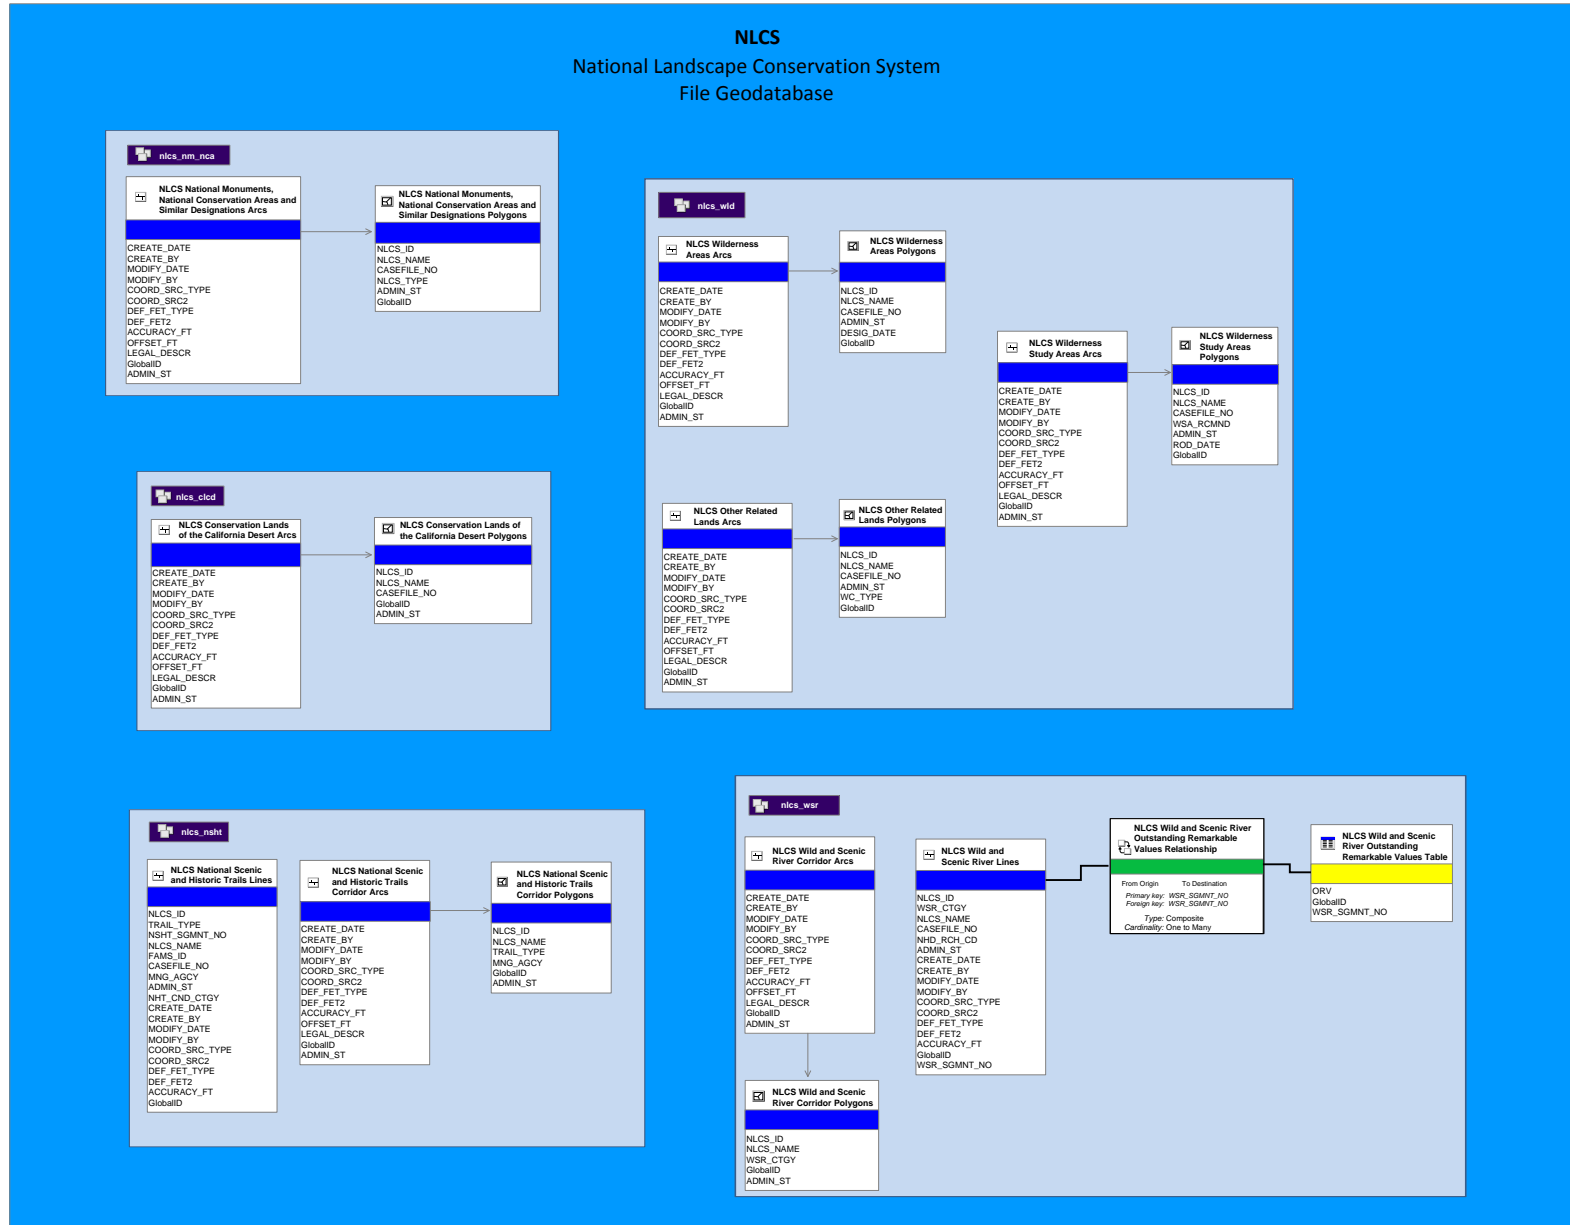 NLCS
National Landscape Conservation System
File Geodatabase
nlcs_nm_nca
NLCS National Monuments,
National Conservation Areas and
Similar Designations Arcs
CREATE_DATE
CREATE_BY
MODIFY_DATE
MODIFY_BY
COORD_SRC_TYPE
COORD_SRC2
DEF_FET_TYPE
DEF_FET2
ACCURACY_FT
OFFSET_FT
LEGAL_DESCR
GlobalID
ADMIN_ST
NLCS National Monuments,
National Conservation Areas and
Similar Designations Polygons
NLCS_ID
NLCS_NAME
CASEFILE_NO
NLCS_TYPE
ADMIN_ST
GlobalID
nlcs_wld
NLCS Wilderness
Areas Arcs
CREATE_DATE
CREATE_BY
MODIFY_DATE
MODIFY_BY
COORD_SRC_TYPE
COORD_SRC2
DEF_FET_TYPE
DEF_FET2
ACCURACY_FT
OFFSET_FT
LEGAL_DESCR
GlobalID
ADMIN_ST
NLCS Wilderness
Areas Polygons
NLCS_ID
NLCS_NAME
CASEFILE_NO
ADMIN_ST
DESIG_DATE
GlobalID
NLCS Wilderness
Study Areas Arcs
CREATE_DATE
CREATE_BY
MODIFY_DATE
MODIFY_BY
COORD_SRC_TYPE
COORD_SRC2
DEF_FET_TYPE
DEF_FET2
ACCURACY_FT
OFFSET_FT
LEGAL_DESCR
GlobalID
ADMIN_ST
NLCS Wilderness
Study Areas
Polygons
NLCS_ID
NLCS_NAME
CASEFILE_NO
WSA_RCMND
ADMIN_ST
ROD_DATE
GlobalID
NLCS Other Related
Lands Arcs
CREATE_DATE
CREATE_BY
MODIFY_DATE
MODIFY_BY
COORD_SRC_TYPE
COORD_SRC2
DEF_FET_TYPE
DEF_FET2
ACCURACY_FT
OFFSET_FT
LEGAL_DESCR
GlobalID
ADMIN_ST
NLCS Other Related
Lands Polygons
NLCS_ID
NLCS_NAME
CASEFILE_NO
ADMIN_ST
WC_TYPE
GlobalID
nlcs_clcd
NLCS Conservation Lands
of the California Desert Arcs
CREATE_DATE
CREATE_BY
MODIFY_DATE
MODIFY_BY
COORD_SRC_TYPE
COORD_SRC2
DEF_FET_TYPE
DEF_FET2
ACCURACY_FT
OFFSET_FT
LEGAL_DESCR
GlobalID
ADMIN_ST
NLCS Conservation Lands of
the California Desert Polygons
NLCS_ID
NLCS_NAME
CASEFILE_NO
GlobalID
ADMIN_ST
nlcs_nsht
NLCS National Scenic
and Historic Trails Lines
NLCS_ID
TRAIL_TYPE
NSHT_SGMNT_NO
NLCS_NAME
FAMS_ID
CASEFILE_NO
MNG_AGCY
ADMIN_ST
NHT_CND_CTGY
CREATE_DATE
CREATE_BY
MODIFY_DATE
MODIFY_BY
COORD_SRC_TYPE
COORD_SRC2
DEF_FET_TYPE
DEF_FET2
ACCURACY_FT
GlobalID
NLCS National Scenic
and Historic Trails
Corridor Arcs
CREATE_DATE
CREATE_BY
MODIFY_DATE
MODIFY_BY
COORD_SRC_TYPE
COORD_SRC2
DEF_FET_TYPE
DEF_FET2
ACCURACY_FT
OFFSET_FT
LEGAL_DESCR
GlobalID
ADMIN_ST
NLCS National Scenic
and Historic Trails
Corridor Polygons
NLCS_ID
NLCS_NAME
TRAIL_TYPE
MNG_AGCY
GlobalID
ADMIN_ST
nlcs_wsr
NLCS Wild and Scenic
River Corridor Arcs
CREATE_DATE
CREATE_BY
MODIFY_DATE
MODIFY_BY
COORD_SRC_TYPE
COORD_SRC2
DEF_FET_TYPE
DEF_FET2
ACCURACY_FT
OFFSET_FT
LEGAL_DESCR
GlobalID
ADMIN_ST
NLCS Wild and Scenic
River Corridor Polygons
NLCS_ID
NLCS_NAME
WSR_CTGY
GlobalID
ADMIN_ST
NLCS Wild and
Scenic River Lines
NLCS_ID
WSR_CTGY
NLCS_NAME
CASEFILE_NO
NHD_RCH_CD
ADMIN_ST
CREATE_DATE
CREATE_BY
MODIFY_DATE
MODIFY_BY
COORD_SRC_TYPE
COORD_SRC2
DEF_FET_TYPE
DEF_FET2
ACCURACY_FT
GlobalID
WSR_SGMNT_NO
NLCS Wild and Scenic River
Outstanding Remarkable
Values Relationship
From Origin To Destination
Primary key: WSR_SGMNT_NO
Foreign key: WSR_SGMNT_NO
Type: Composite
Cardinality: One to Many
NLCS Wild and Scenic
River Outstanding
Remarkable Values Table
ORV
GlobalID
WSR_SGMNT_NO